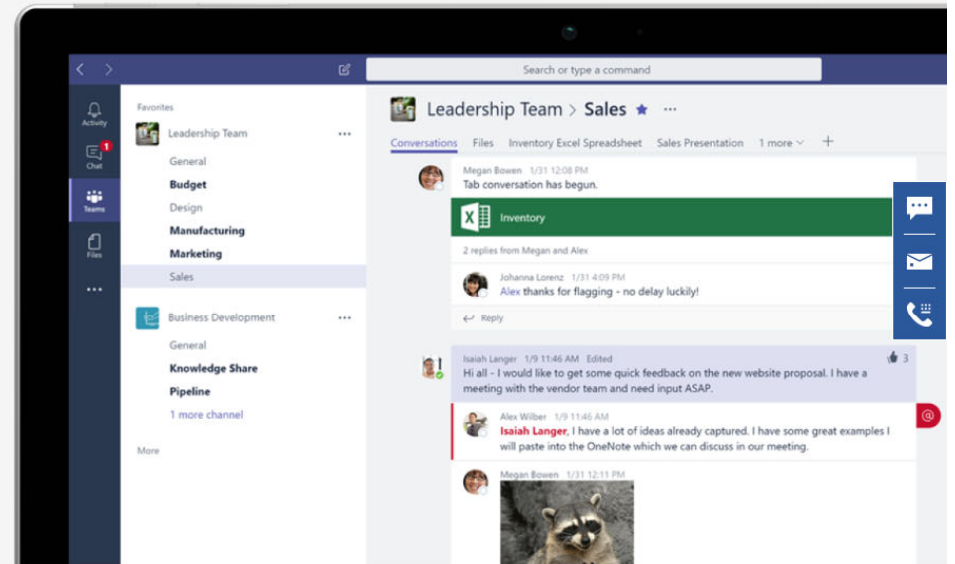 Search or type a command
Activity
1
Chat
Teams
Files
Favorites
Leadership Team
General
Budget
Design
Manufacturing
Marketing
Sales
Business Development
General
Knowledge Share
Pipeline
1 more channel
More
Leadership Team > Sales
Conversations Files Inventory Excel Spreadsheet Sales Presentation 1 more
Megan Bowen 1/31 12:08 PM
Tab conversation has begun.
X Inventory
2 replies from Megan and Alex
Johanna Lorenz 1/31 4:09 PM
Alex thanks for flagging - no delay luckily!
Reply
Isaiah Langer 1/9 11:46 AM Edited 3
Hi all - I would like to get some quick feedback on the new website proposal. I have a
meeting with the vendor team and need input ASAP.
Alex Wilber 1/9 11:46 AM
@
Isaiah Langer, I have a lot of ideas already captured. I have some great examples I
will paste into the OneNote which we can discuss in our meeting.
Megan Bowen 1/31 12:11 PM